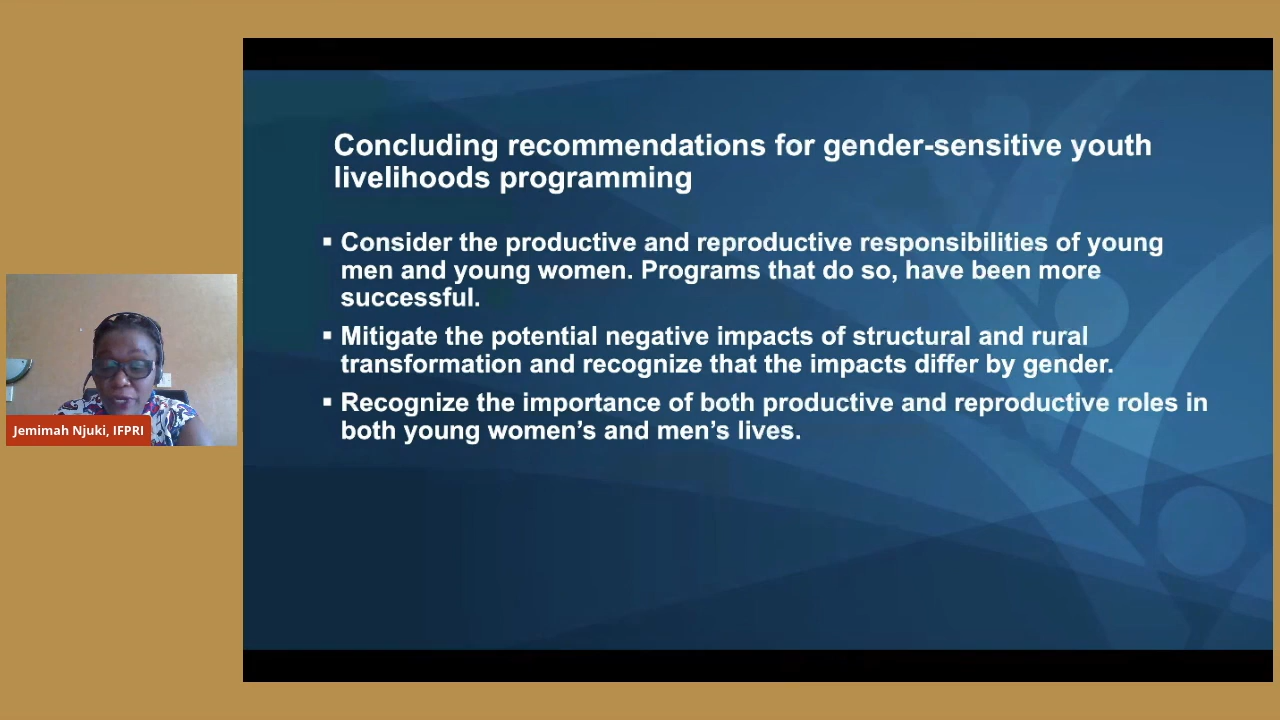 Concluding recommendations for gender-sensitive youth
livelihoods programming
▪ Consider the productive and reproductive responsibilities of young
men and young women. Programs that do so, have been more
successful.
▪ Mitigate the potential negative impacts of structural and rural
transformation and recognize that the impacts differ by gender.
▪ Recognize the importance of both productive and reproductive roles in
both young women’s and men’s lives.
Jemimah Njuki, IFPRI